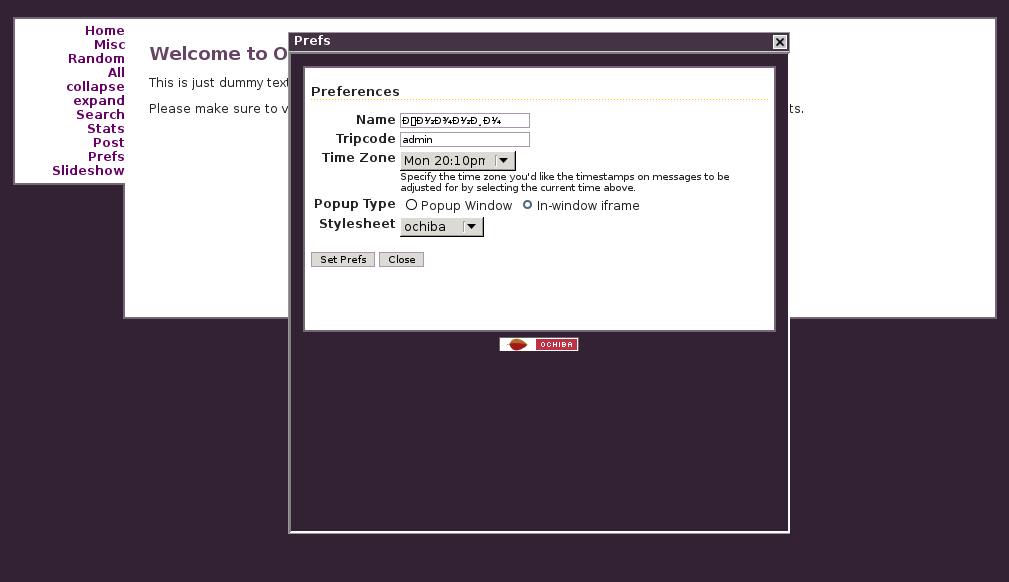 Home
Misc
Random
All
collapse
expand
Search
Stats
Post
Prefs
Slideshow
Welcome to O
This is just dummy text
Please make sure to v
ts.
Prefs
Preferences
Name Ð▯Ð½Ð¾Ð½Ð¸Ð¼
Tripcode admin
Time Zone Mon 20:10pm
Specify the time zone you'd like the timestamps on messages to be
adjusted for by selecting the current time above.
Popup Type Popup Window In-window iframe
Stylesheet ochiba
Set Prefs Close
OCHIBA